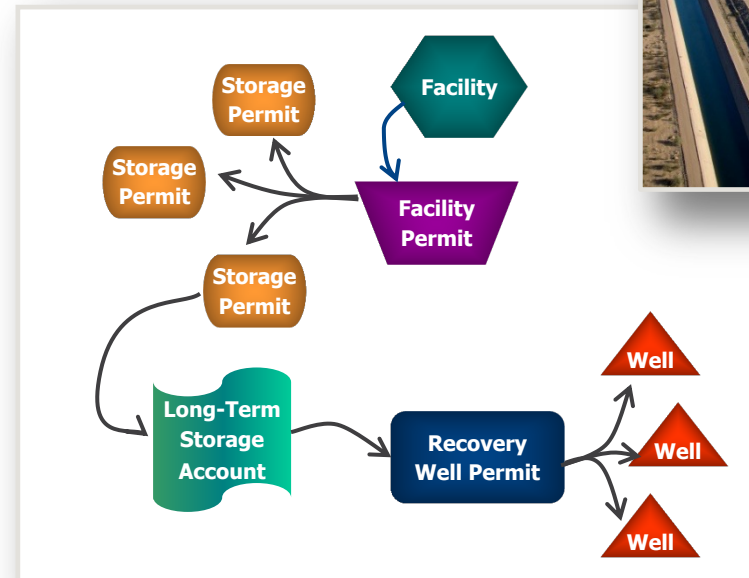 Facility
Storage
Permit
Storage
Permit
Facility
Permit
Storage
Permit
Long-Term
Storage
Account
Recovery
Well Permit
Well
Well
Well